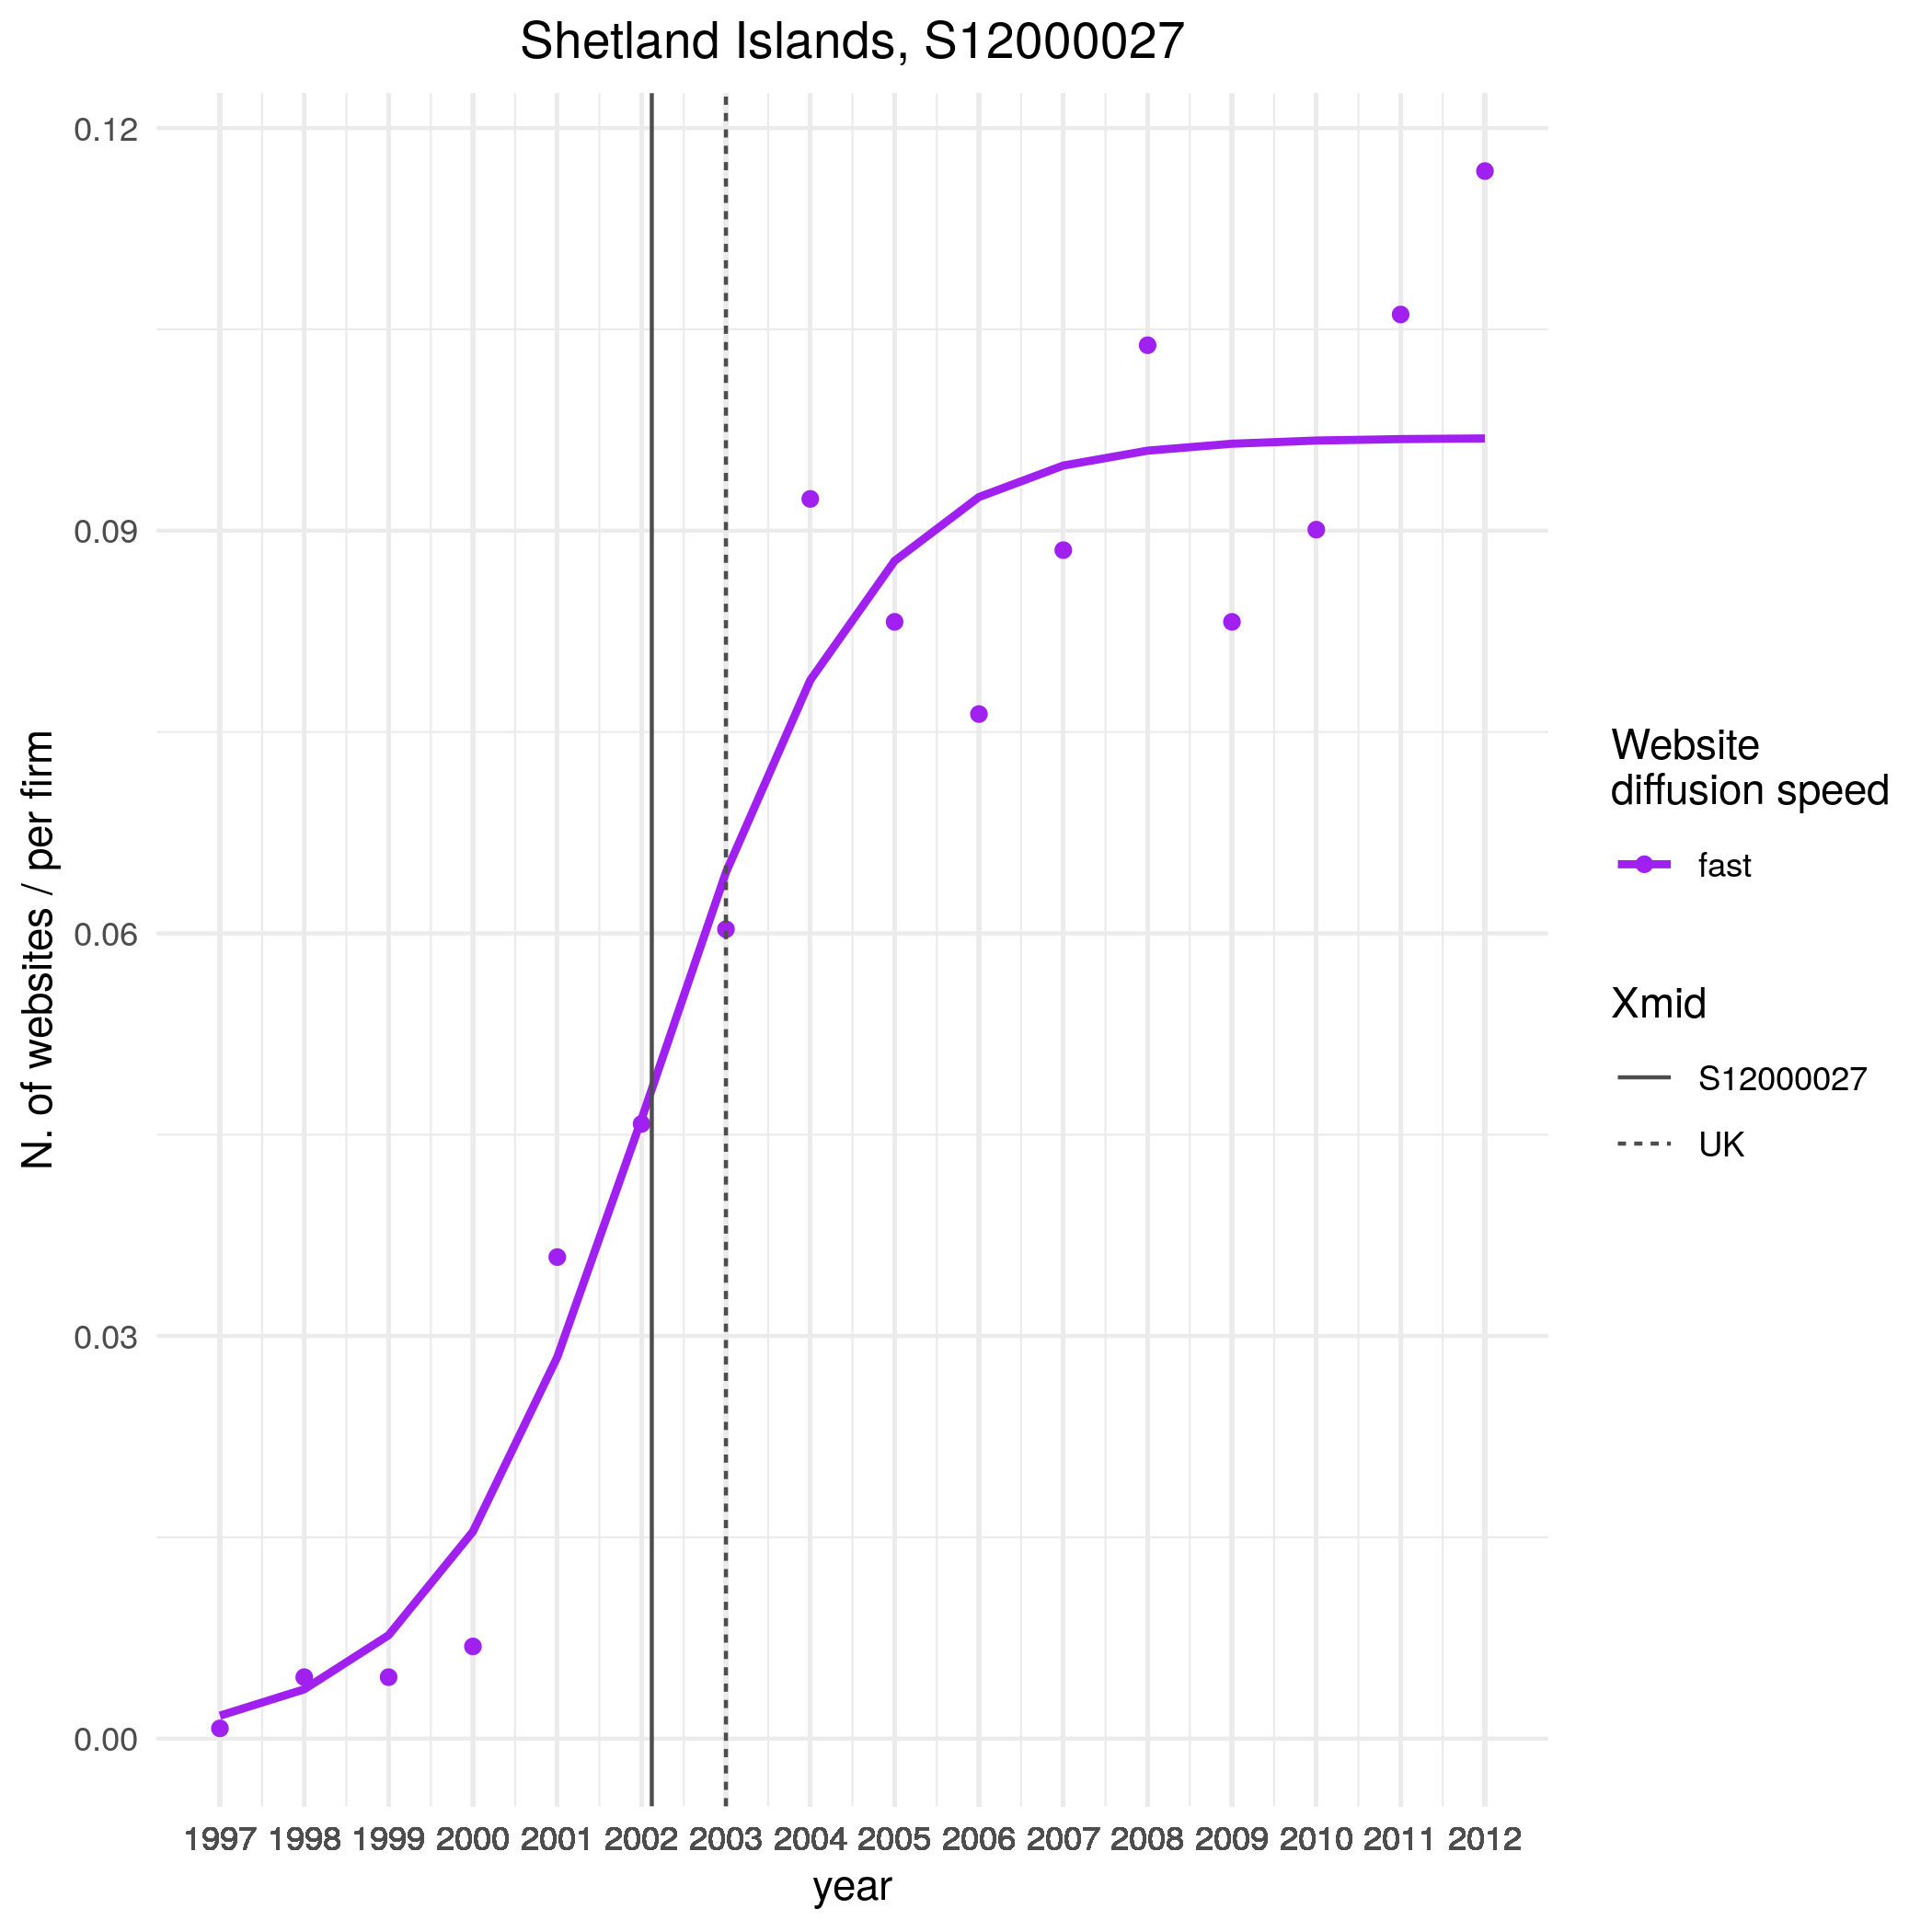 Shetland Islands, S12000027
0.12
0.09
0.06
0.03
0.00
N. of websites / per firm
1997 1998 1999 2000 2001 2002 2003 2004 2005 2006 2007 2008 2009 2010 2011 2012
year
Website
diffusion speed
fast
Xmid
S12000027
UK